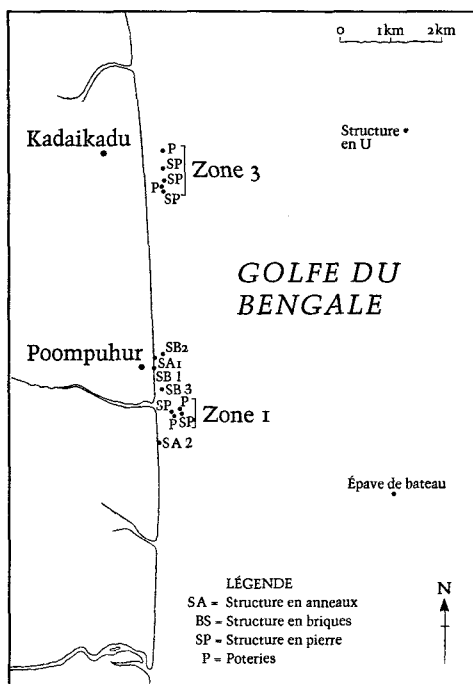 0 1km 2km
Structure
en U
Kadaikadu
P
SP
SP
P
SP
Zone 3
GOLFE DU
BENGALE
Poompuhur
SB2
SA1
SB 1
SB 3
SP
P
P
SP
Zone 1
SA 2
Épave de bateau
LÉGENDE
SA = Structure en anneaux
BS = Structure en briques
SP = Structure en pierre
P = Poteries
N